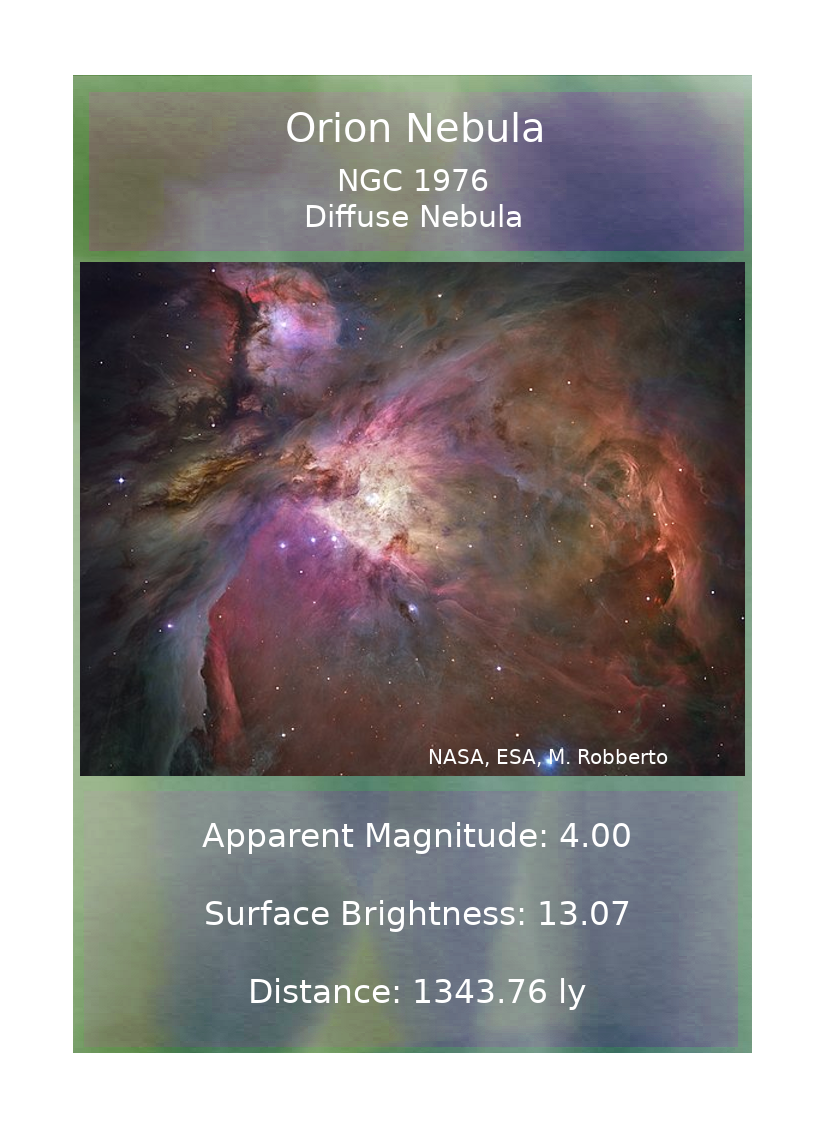 Orion Nebula
NGC 1976
Diffuse Nebula
NASA, ESA, M. Robberto
Apparent Magnitude: 4.00
Surface Brightness: 13.07
Distance: 1343.76 ly